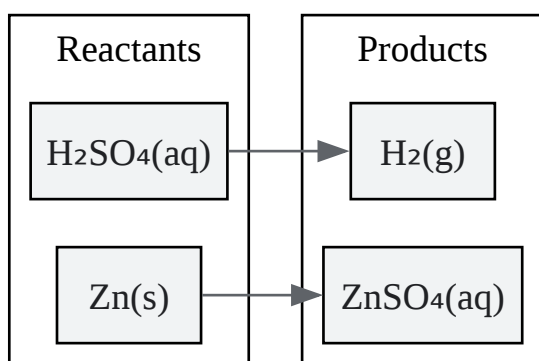 Reactants
Products
H₂SO₄(aq)
H₂(g)
Zn(s)
ZnSO₄(aq)